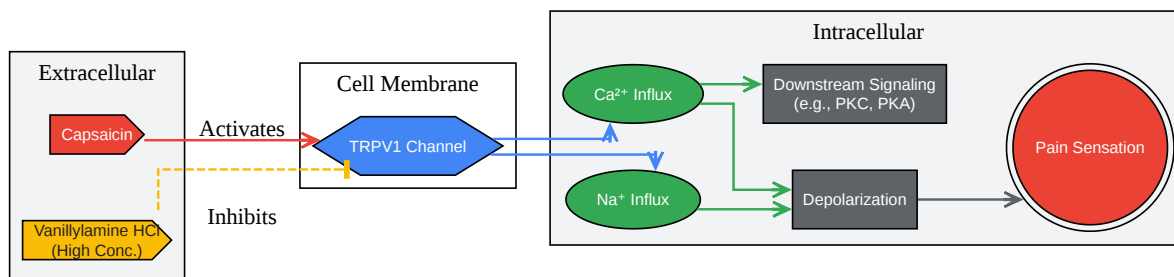 Extracellular
Capsaicin
Vanillylamine HCl
(High Conc.)
Activates
Inhibits
Cell Membrane
TRPV1 Channel
Intracellular
Ca²⁺ Influx
Na⁺ Influx
Downstream Signaling
(e.g., PKC, PKA)
Depolarization
Pain Sensation